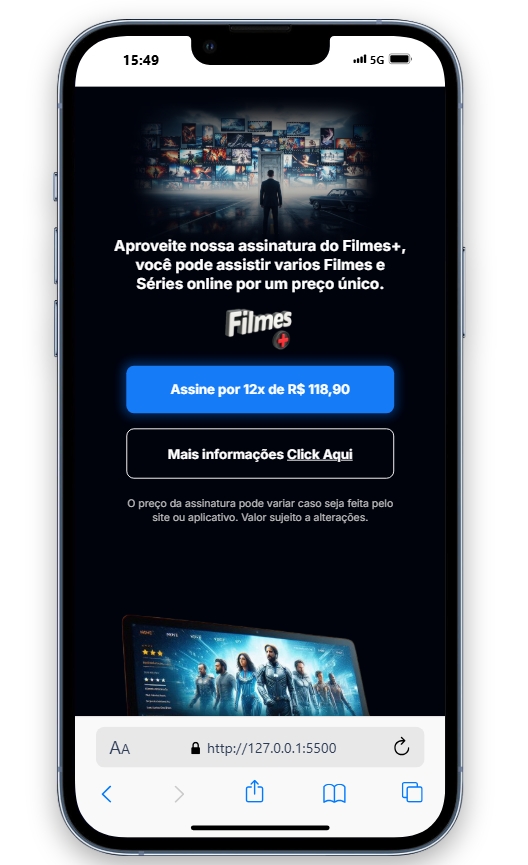 15:49
5G
Aproveite nossa assinatura do Filmes+,
você pode assistir varios Filmes e
Séries online por um preço único.
Filmes
+
Assine por 12x de R$ 118,90
Mais informações Click Aqui
O preço da assinatura pode variar caso seja feita pelo
site ou aplicativo. Valor sujeito a alterações.
AA
http://127.0.0.1:5500